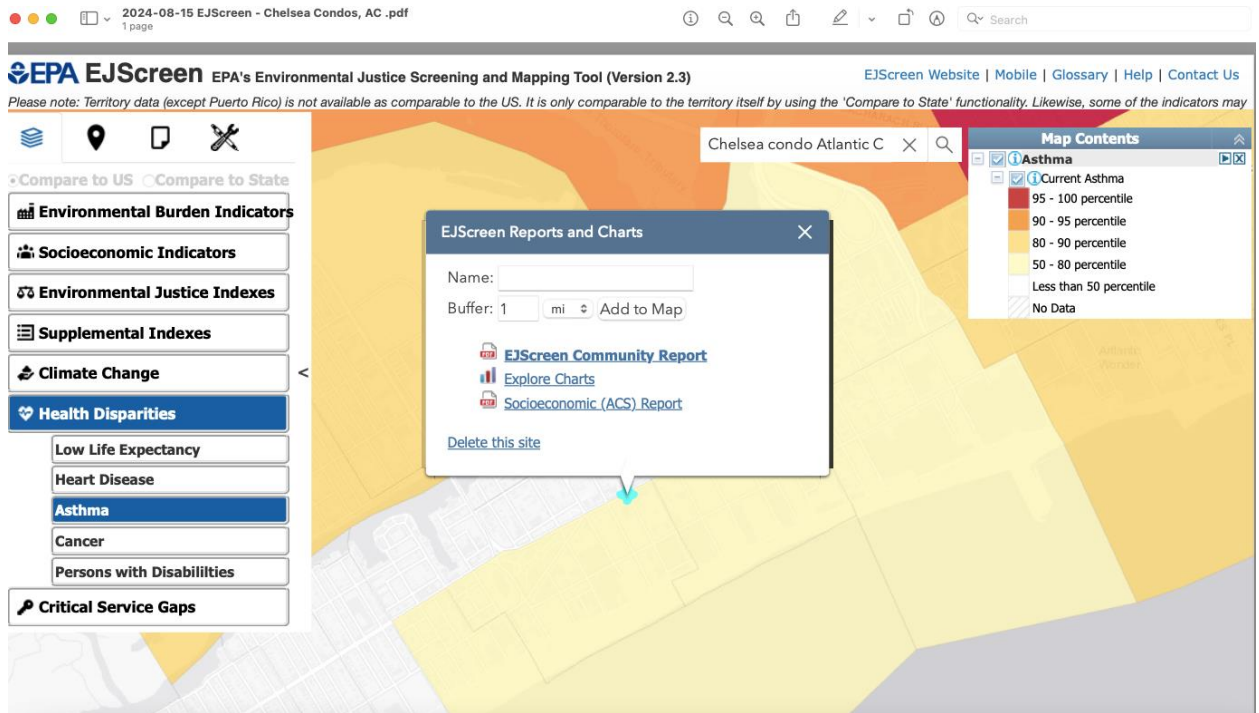 2024-08-15 EJScreen - Chelsea Condos, AC .pdf
1 page
Search
EPA EJScreen EPA's Environmental Justice Screening and Mapping Tool (Version 2.3)
EJScreen Website | Mobile | Glossary | Help | Contact Us
Please note: Territory data (except Puerto Rico) is not available as comparable to the US. It is only comparable to the territory itself by using the 'Compare to State' functionality. Likewise, some of the indicators may
Compare to US Compare to State
Environmental Burden Indicators
Socioeconomic Indicators
Environmental Justice Indexes
Supplemental Indexes
Climate Change
<
Health Disparities
Low Life Expectancy
Heart Disease
Asthma
Cancer
Persons with Disabililties
Critical Service Gaps
Chelsea condo Atlantic C
EJScreen Reports and Charts
Name:
Buffer: 1 mi Add to Map
EJScreen Community Report
Explore Charts
Socioeconomic (ACS) Report
Delete this site
Map Contents
Asthma
Current Asthma
95 - 100 percentile
90 - 95 percentile
80 - 90 percentile
50 - 80 percentile
Less than 50 percentile
No Data